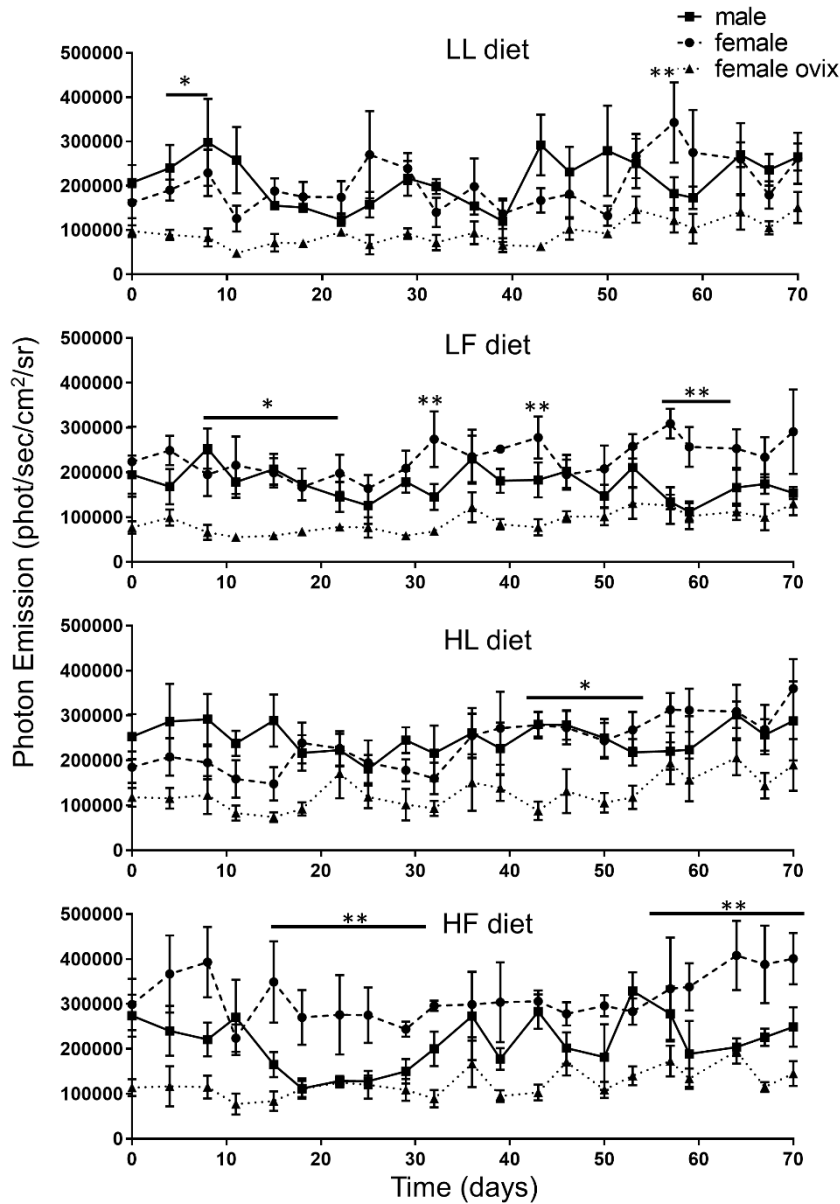 male
female
female ovix
LL diet
500000
400000
300000
200000
100000
0
*
**
0 10 20 30 40 50 60 70
LF diet
500000
400000
300000
200000
100000
0
*
**
**
**
0 10 20 30 40 50 60 70
HL diet
500000
400000
300000
200000
100000
0
*
0 10 20 30 40 50 60 70
HF diet
500000
400000
300000
200000
100000
0
**
**
0 10 20 30 40 50 60 70
Photon Emission (phot/sec/cm²/sr)
Time (days)